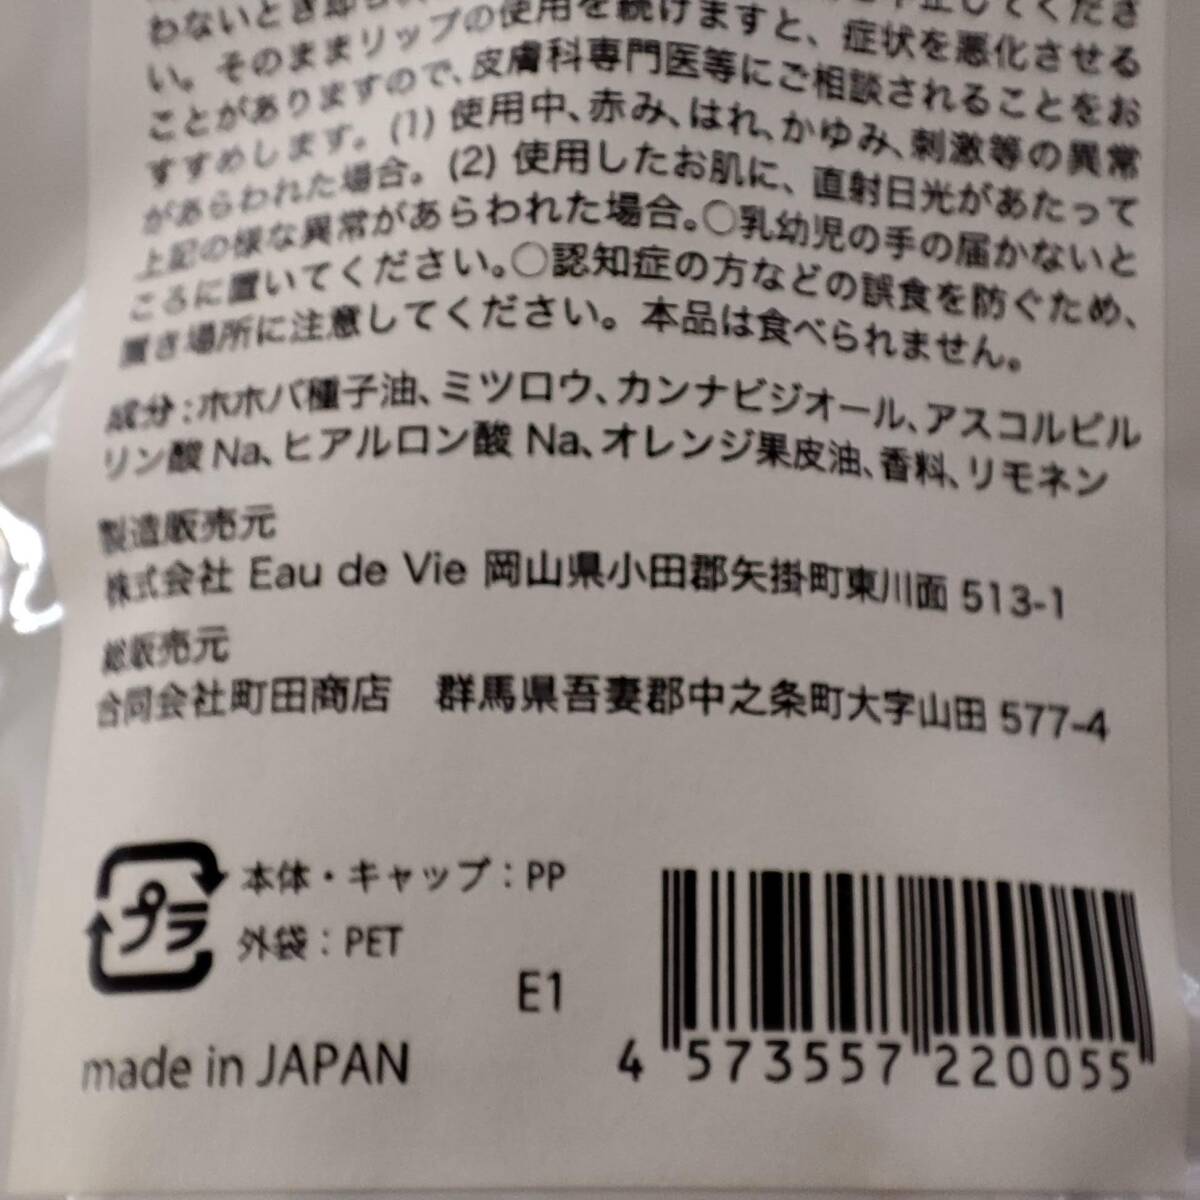 わないとき即ち
い。そのままリップの使用を続けますと、症状を悪化させる
ことがありますので、皮膚科専門医等にご相談されることをお
すすめします。(1) 使用中、赤み、はれ、かゆみ、刺激等の異常
があらわれた場合。(2) 使用したお肌に、直射日光があたって
上記の様な異常があらわれた場合。○乳幼児の手の届かないと
ころに置いてください。○認知症の方などの誤食を防ぐため、
置き場所に注意してください。本品は食べられません。
成分:ホホバ種子油、ミツロウ、カンナビジオール、アスコルビル
リン酸Na、ヒアルロン酸 Na、オレンジ果皮油、香料、リモネン
製造販売元
株式会社 Eau de Vie 岡山県小田郡矢掛町東川面 513-1
総販売元
合同会社町田商店　群馬県吾妻郡中之条町大字山田 577-4
プラ
本体・キャップ：PP
外袋：PET
E1
made in JAPAN
4 573557 220055